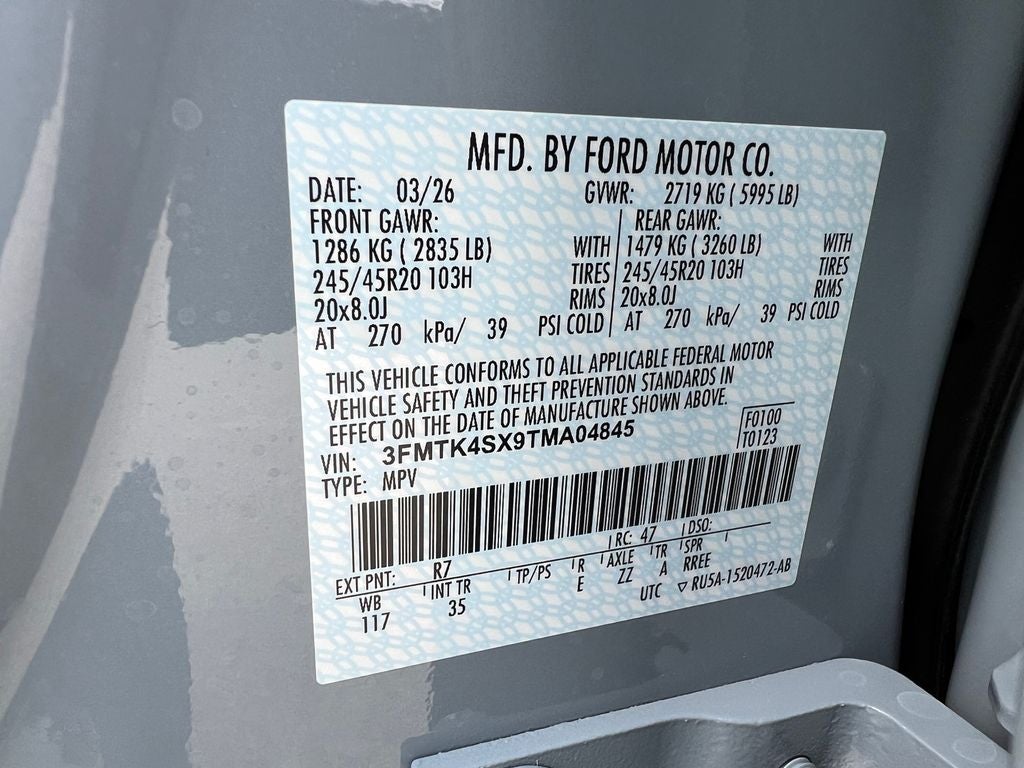 MFD. BY FORD MOTOR CO.
DATE: 03/26 GVWR: 2719 KG ( 5995 LB)
FRONT GAWR: REAR GAWR:
1286 KG ( 2835 LB) WITH 1479 KG ( 3260 LB) WITH
245/45R20 103H TIRES 245/45R20 103H TIRES
20x8.0J RIMS 20x8.0J RIMS
AT 270 kPa/ 39 PSI COLD AT 270 kPa/ 39 PSI COLD
THIS VEHICLE CONFORMS TO ALL APPLICABLE FEDERAL MOTOR
VEHICLE SAFETY AND THEFT PREVENTION STANDARDS IN
EFFECT ON THE DATE OF MANUFACTURE SHOWN ABOVE.
VIN: 3FMTK4SX9TMA04845 F0100
TYPE: MPV T0123
EXT PNT: R7 RC: 47 DSO:
WB INT TR TP/PS R AXLE TR SPR
117 35 E ZZ A RREE
UTC ▽ RU5A-1520472-AB